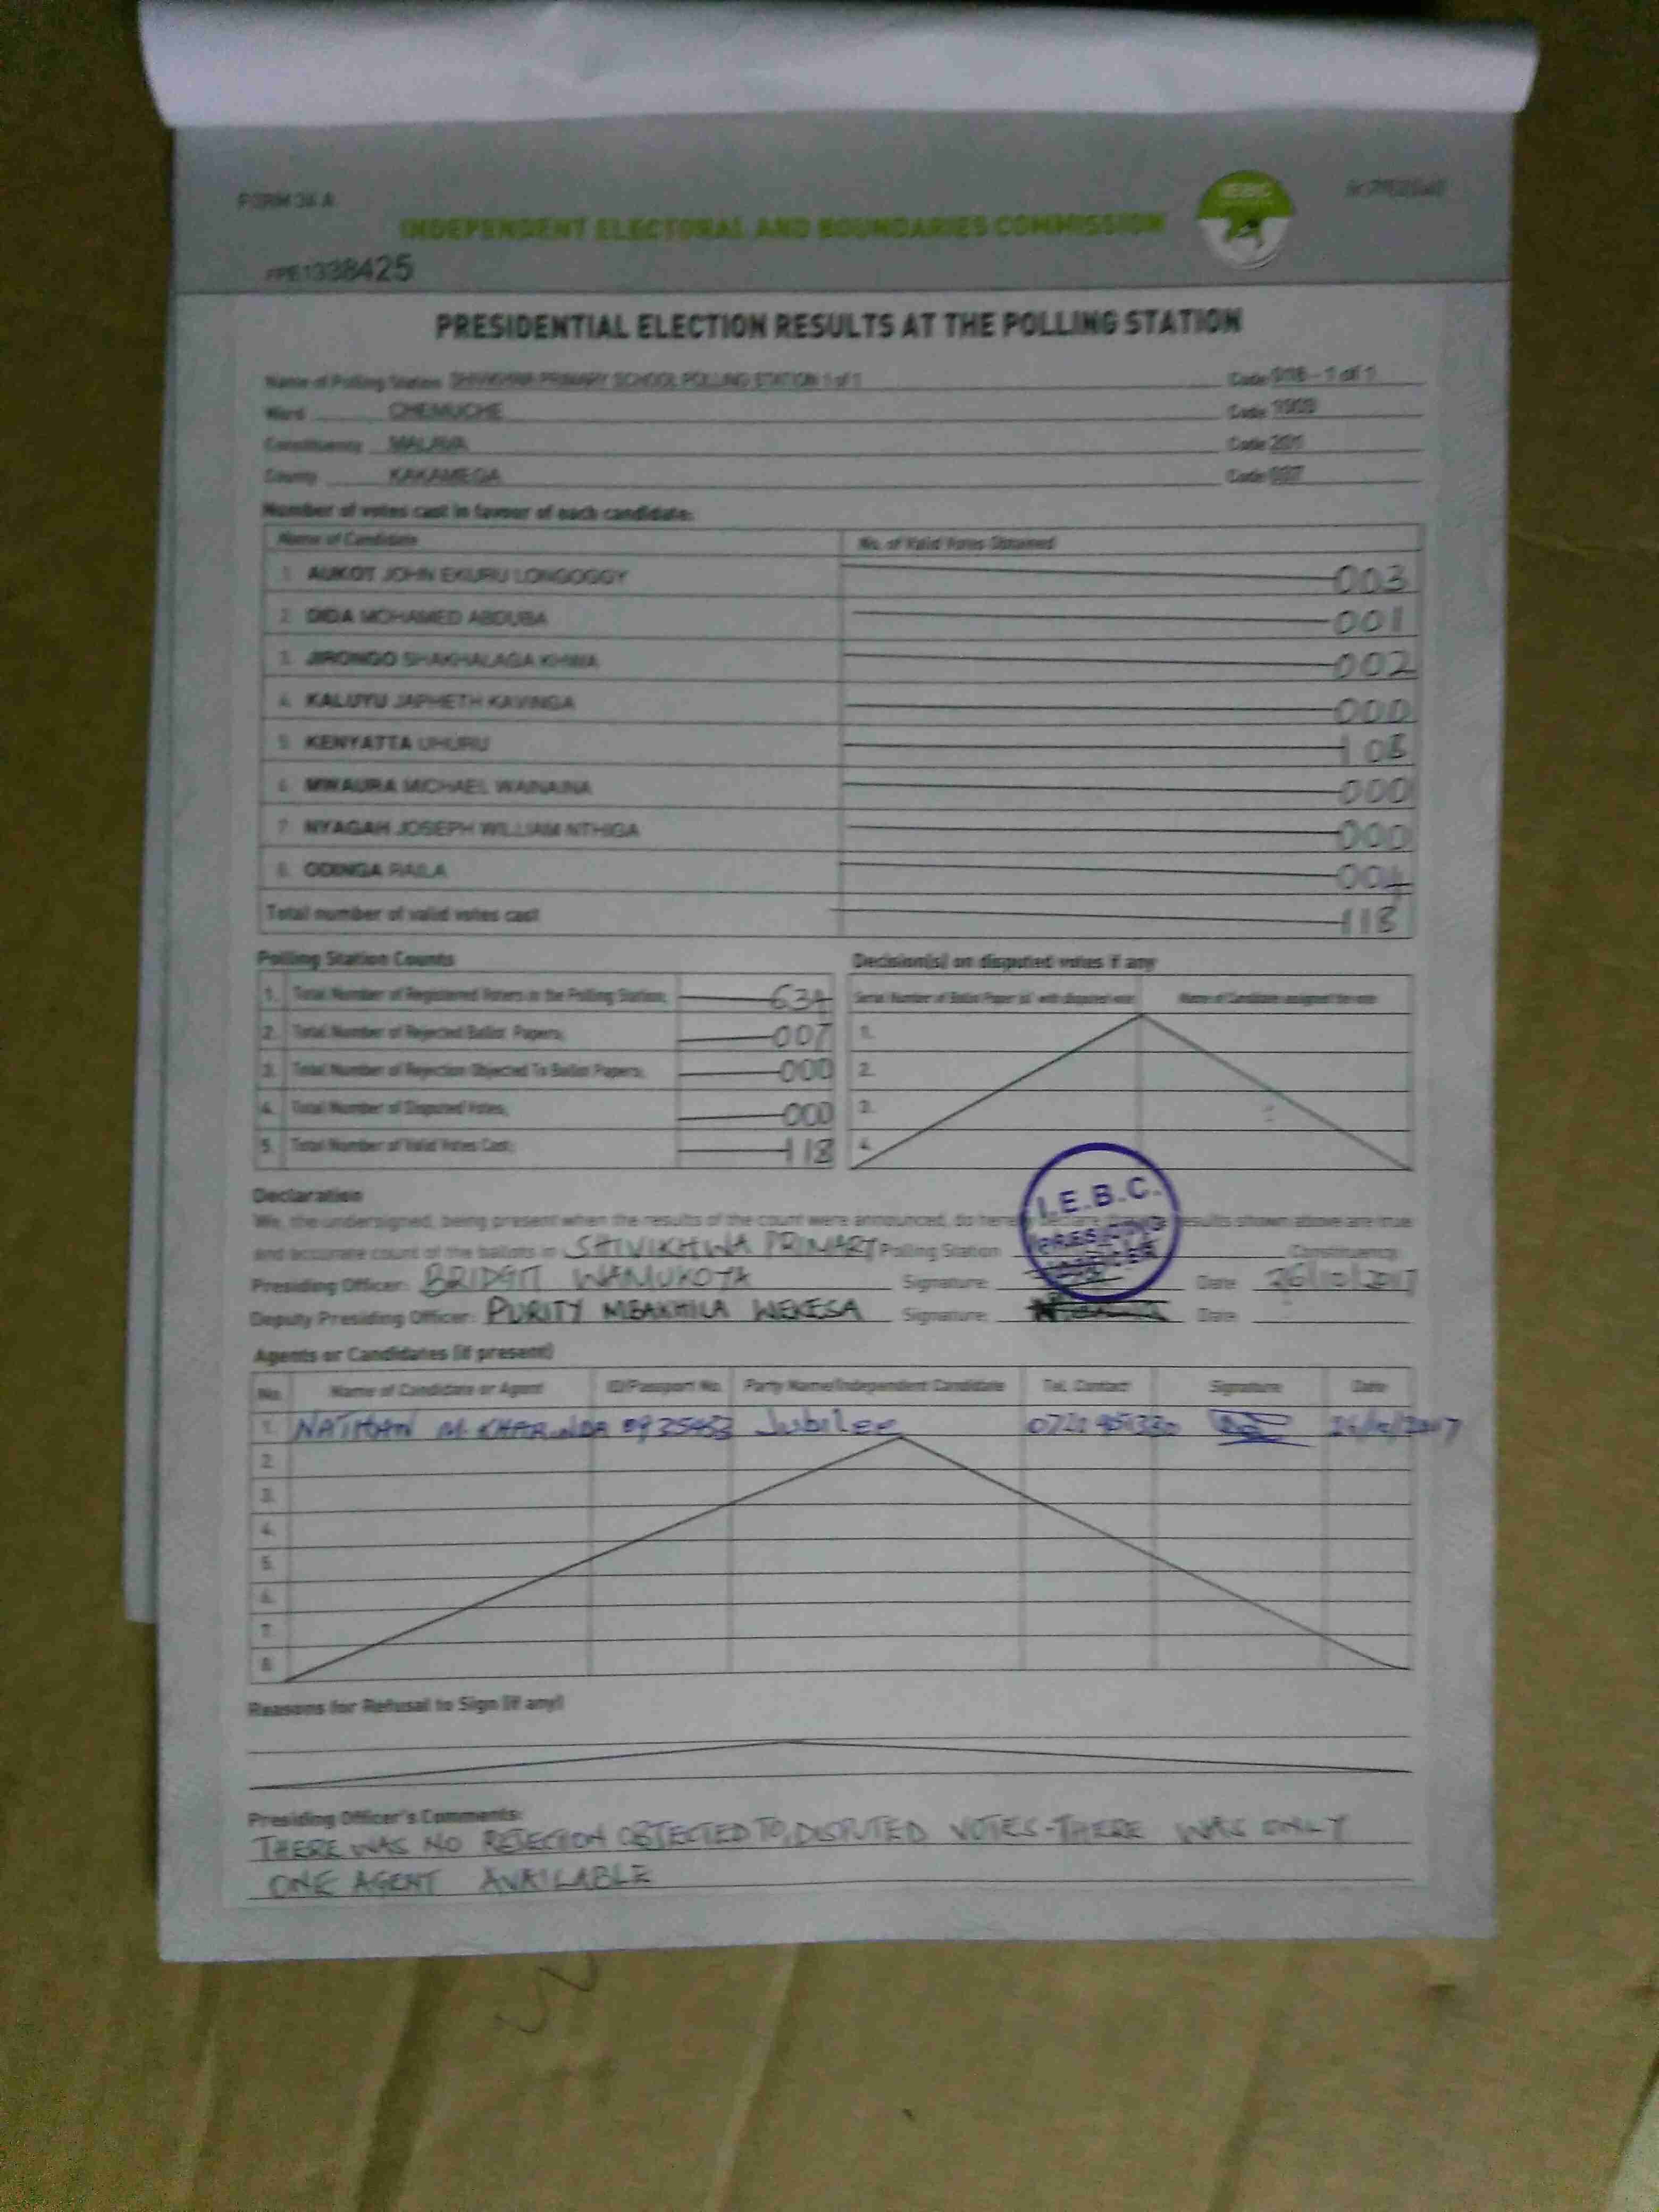 FORM 34 A
INDEPENDENT ELECTORAL AND BOUNDARIES COMMISSION
IEBC
FPE1338425
PRESIDENTIAL ELECTION RESULTS AT THE POLLING STATION
Name of Polling Station SHIVIKHWA PRIMARY SCHOOL POLLING STATION 1 of 1 Code 018 - 1 of 1
Ward CHEMUCHE Code
Constituency MALAVA Code 201
County KAKAMEGA Code 037
Number of votes cast in favour of each candidate:
Name of Candidate No. of Valid Votes Obtained
1. AUKOT JOHN EKURU LONGOGGY 003
2. DIDA MOHAMED ABDUBA 001
3. JIRONGO SHAKHALAGA KHWA 002
4. KALUYU JAPHETH KAVINGA 000
5. KENYATTA UHURU 108
6. MWAURA MICHAEL WAINAINA 000
7. NYAGAH JOSEPH WILLIAM NTHIGA 000
8. ODINGA RAILA 004
Total number of valid votes cast 118
Polling Station Counts
1. Total Number of Registered Voters in the Polling Station; 634
2. Total Number of Rejected Ballot Papers; 007
3. Total Number of Rejection Objected To Ballot Papers; 000
4. Total Number of Disputed Votes; 000
5. Total Number of Valid Votes Cast; 118
Decision(s) on disputed votes if any
Serial Number of Ballot Paper (s) with disputed vote Name of Candidate assigned the vote
1.
2.
3.
4.
Declaration
We, the undersigned, being present when the results of the count were announced, do hereby declare results shown above are true
and accurate count of the ballots in SHIVIKHWA PRIMARY Polling Station Constituency
I.E.B.C.
PRESIDING
OFFICER
Presiding Officer: BRIDGIT WAMUKOTA Signature: Date 26/10/2017
Deputy Presiding Officer: PURITY MBAKHILA WEKESA Signature: Date
Agents or Candidates (if present)
No. Name of Candidate or Agent ID/Passport No. Party Name/Independent Candidate Tel. Contact Signature Date
1. NATHAN M. Jubilee 26/10/2017
2.
3.
4.
5.
6.
7.
8.
Reasons for Refusal to Sign (if any)
Presiding Officer's Comments:
THERE WAS NO REJECTION OBJECTED TO, DISPUTED VOTES-THERE WAS ONLY
ONE AGENT AVAILABLE